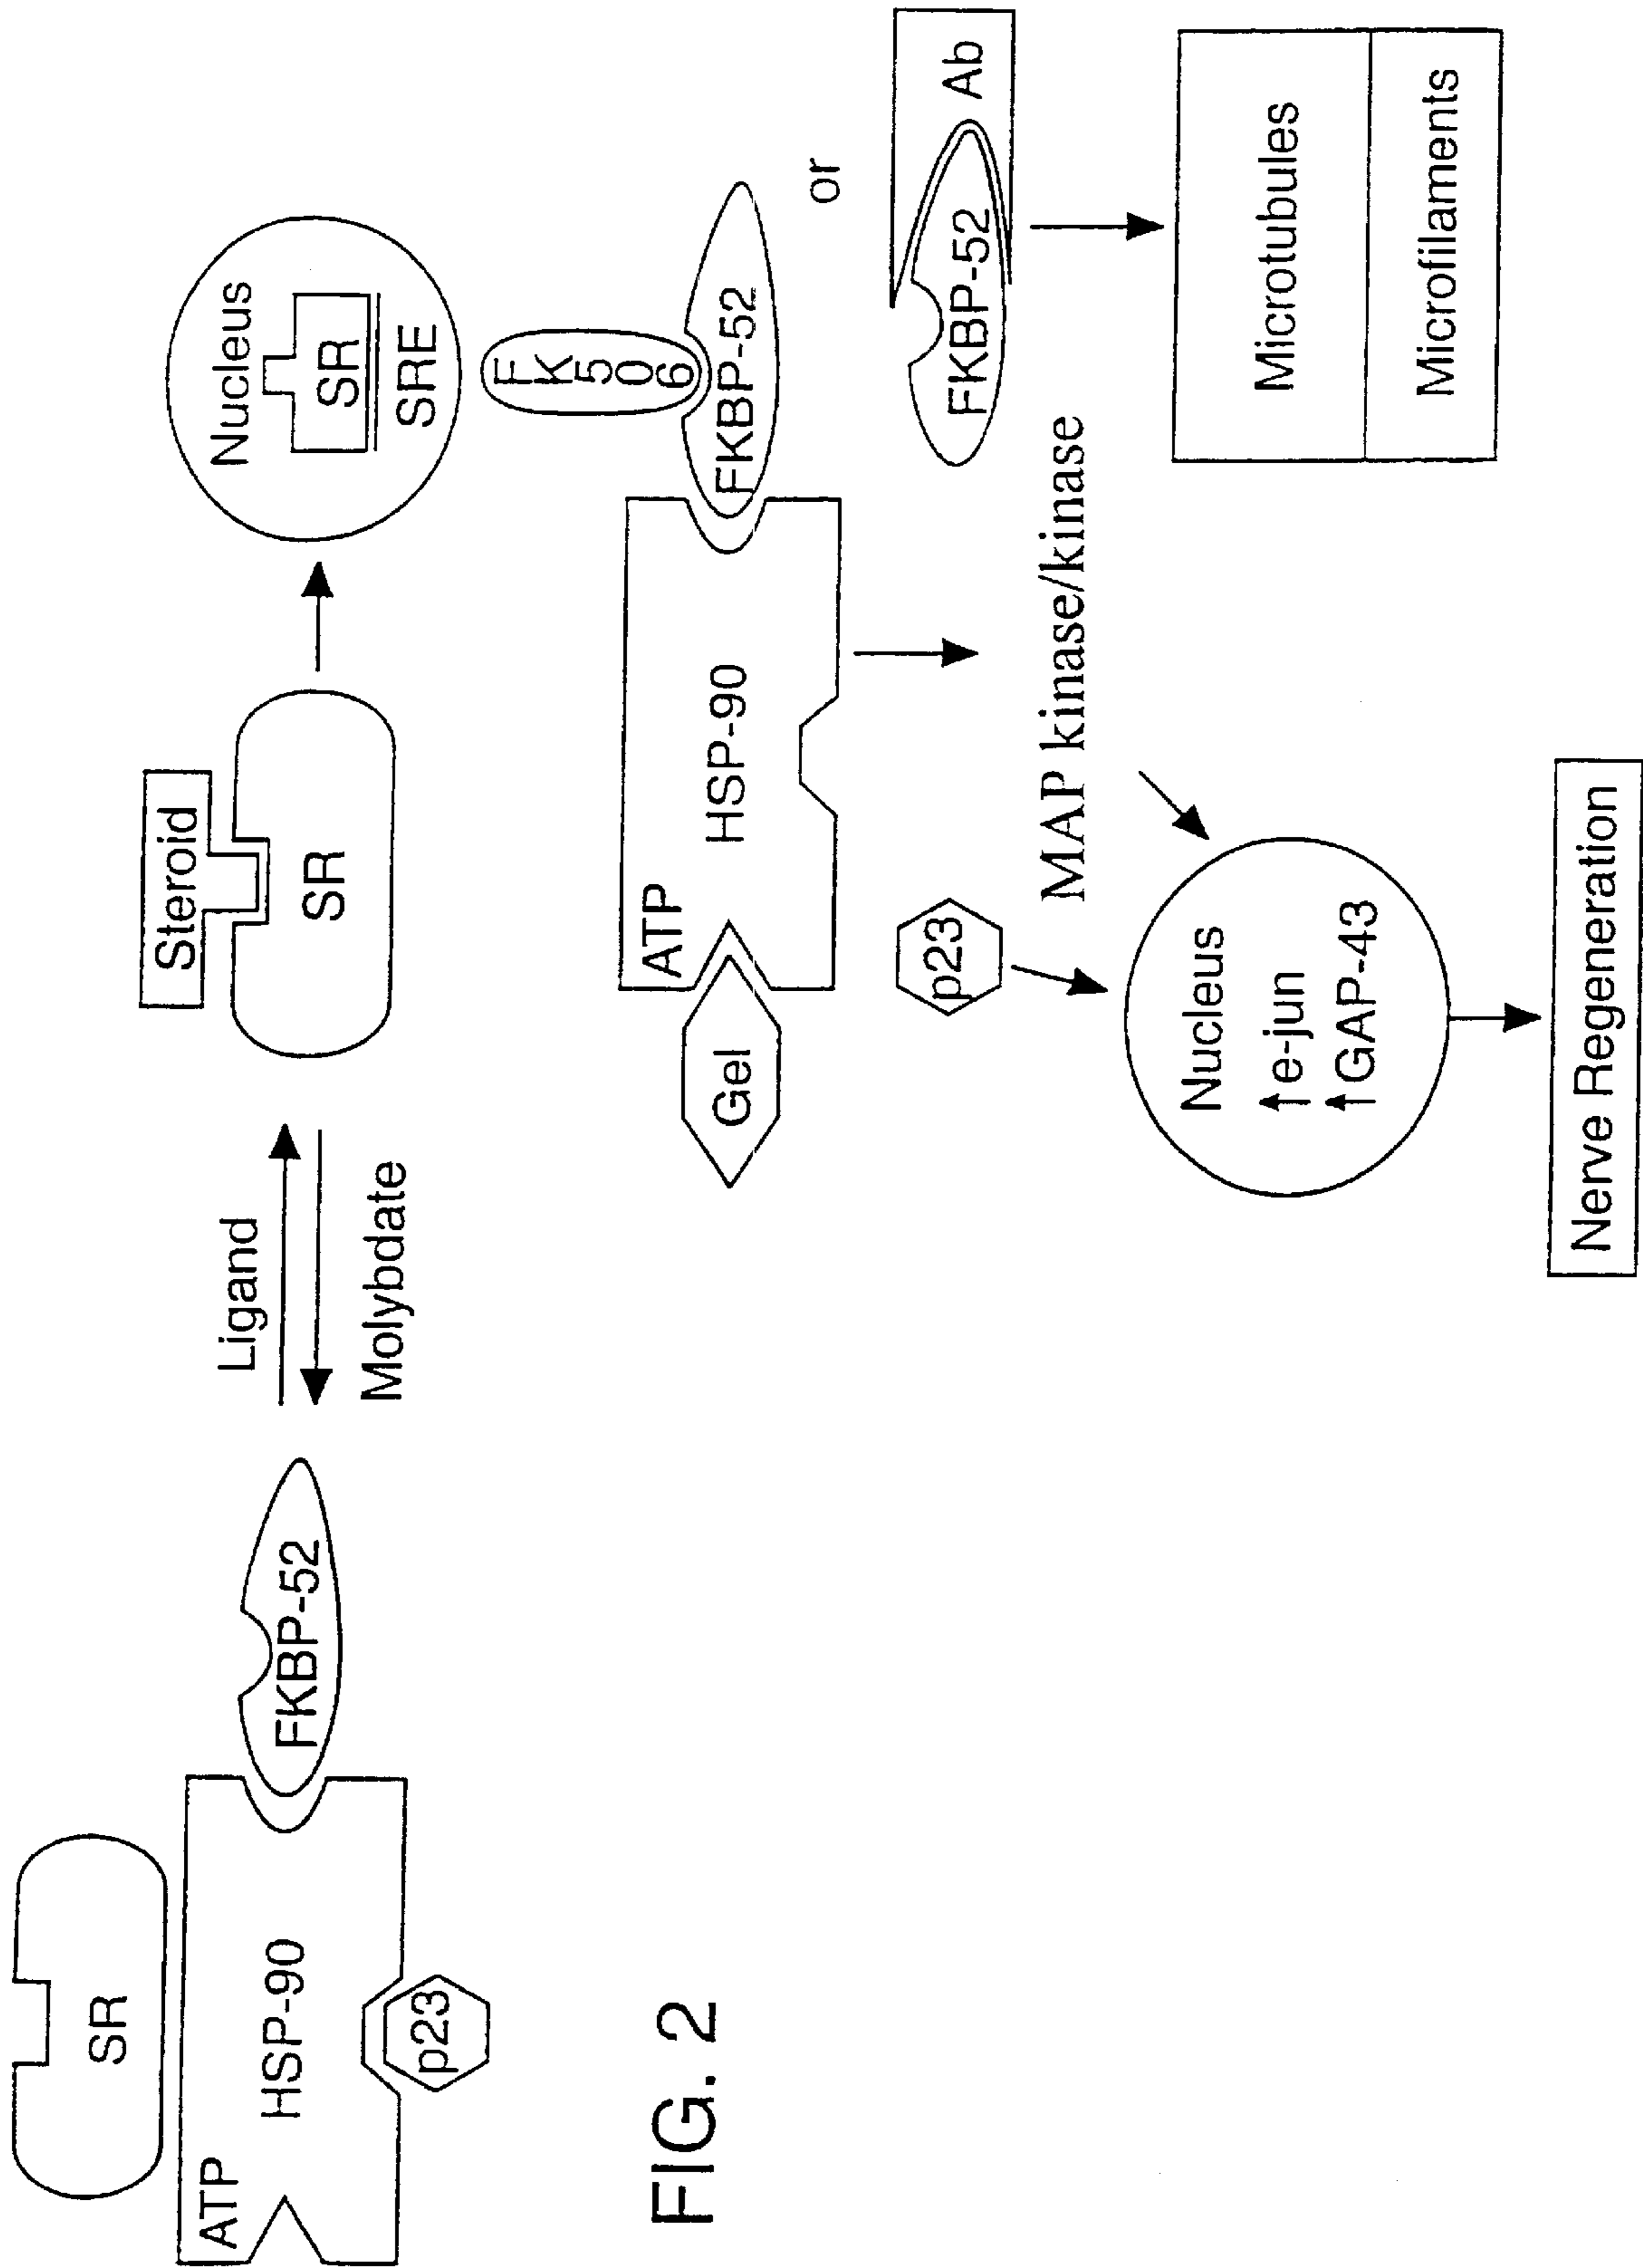 SR
ATP
HSP-90
p23
FKBP-52
Ligand
Molybdate
Steroid
SR
Nucleus
SR
SRE
FK506
FKBP-52
ATP
HSP-90
Gel
or
FKBP-52
Ab
p23
MAP kinase/kinase
Nucleus
↑e-jun
↑GAP-43
Microtubules
Microfilaments
Nerve Regeneration
FIG. 2